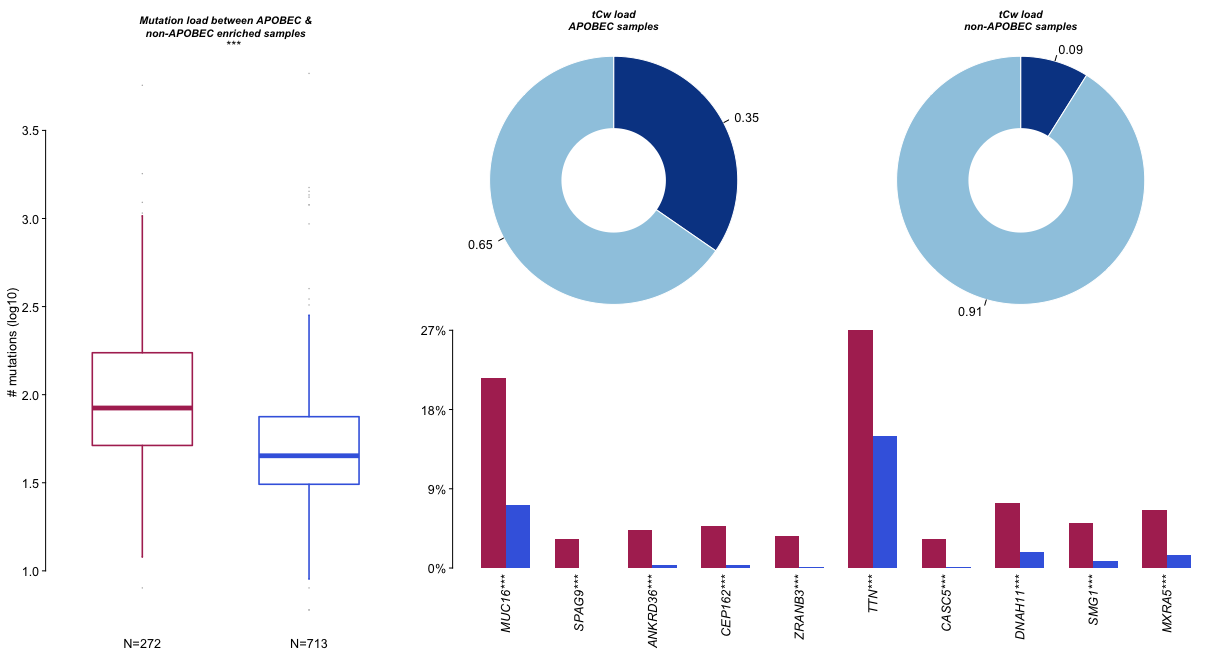 Mutation load between APOBEC &
non-APOBEC enriched samples
***
# mutations (log10)
3.5
3.0
2.5
2.0
1.5
1.0
N=272
N=713
tCw load
APOBEC samples
0.35
0.65
tCw load
non-APOBEC samples
0.09
0.91
27%
18%
9%
0%
MUC16***
SPAG9***
ANKRD36***
CEP162***
ZRANB3***
TTN***
CASC5***
DNAH11***
SMG1***
MXRA5***